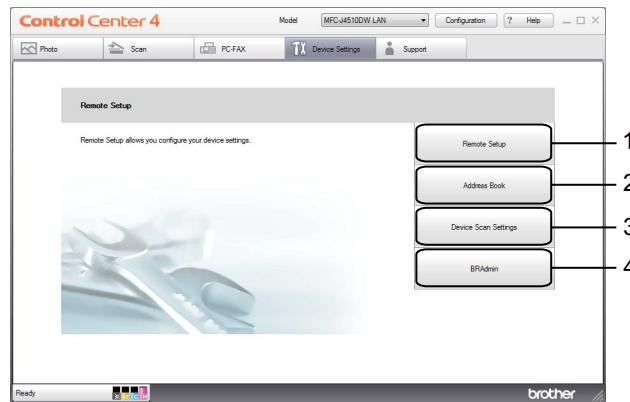 Control Center 4 Model MFC-J4510DW LAN Configuration ? Help
Photo Scan PC-FAX Device Settings Support
Remote Setup
Remote Setup allows you configure your device settings.
Remote Setup 1
Address Book 2
Device Scan Settings 3
BRAdmin 4
Ready brother